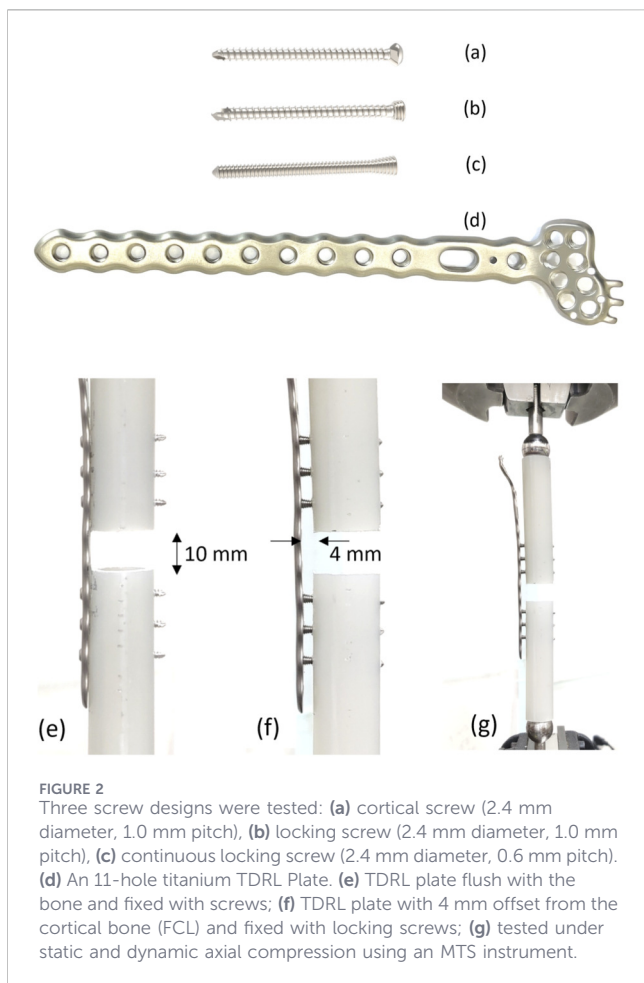 (a)
(b)
(c)
(d)
10 mm
4 mm
(e)
(f)
(g)
FIGURE 2
Three screw designs were tested: (a) cortical screw (2.4 mm
diameter, 1.0 mm pitch), (b) locking screw (2.4 mm diameter, 1.0 mm
pitch), (c) continuous locking screw (2.4 mm diameter, 0.6 mm pitch).
(d) An 11-hole titanium TDRL Plate. (e) TDRL plate flush with the
bone and fixed with screws; (f) TDRL plate with 4 mm offset from the
cortical bone (FCL) and fixed with locking screws; (g) tested under
static and dynamic axial compression using an MTS instrument.